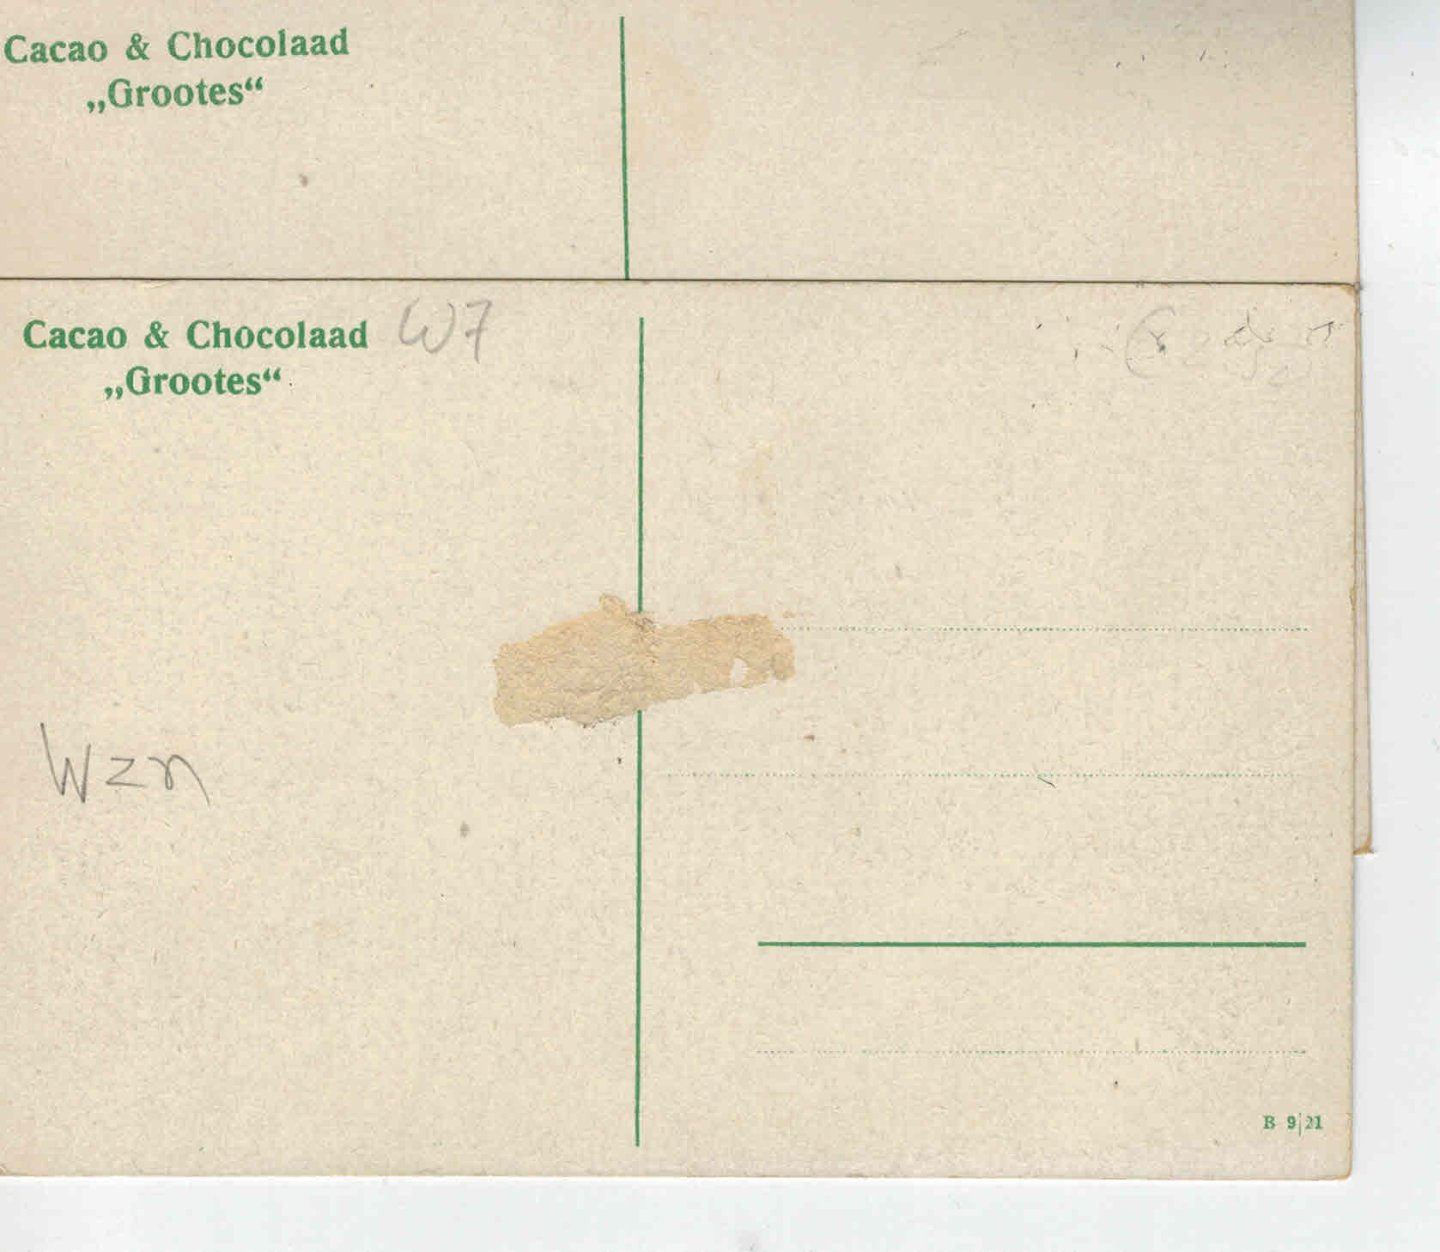 Cacao & Chocolaad
„Grootes“
Cacao & Chocolaad W7
„Grootes“
Wzn
B 9|21